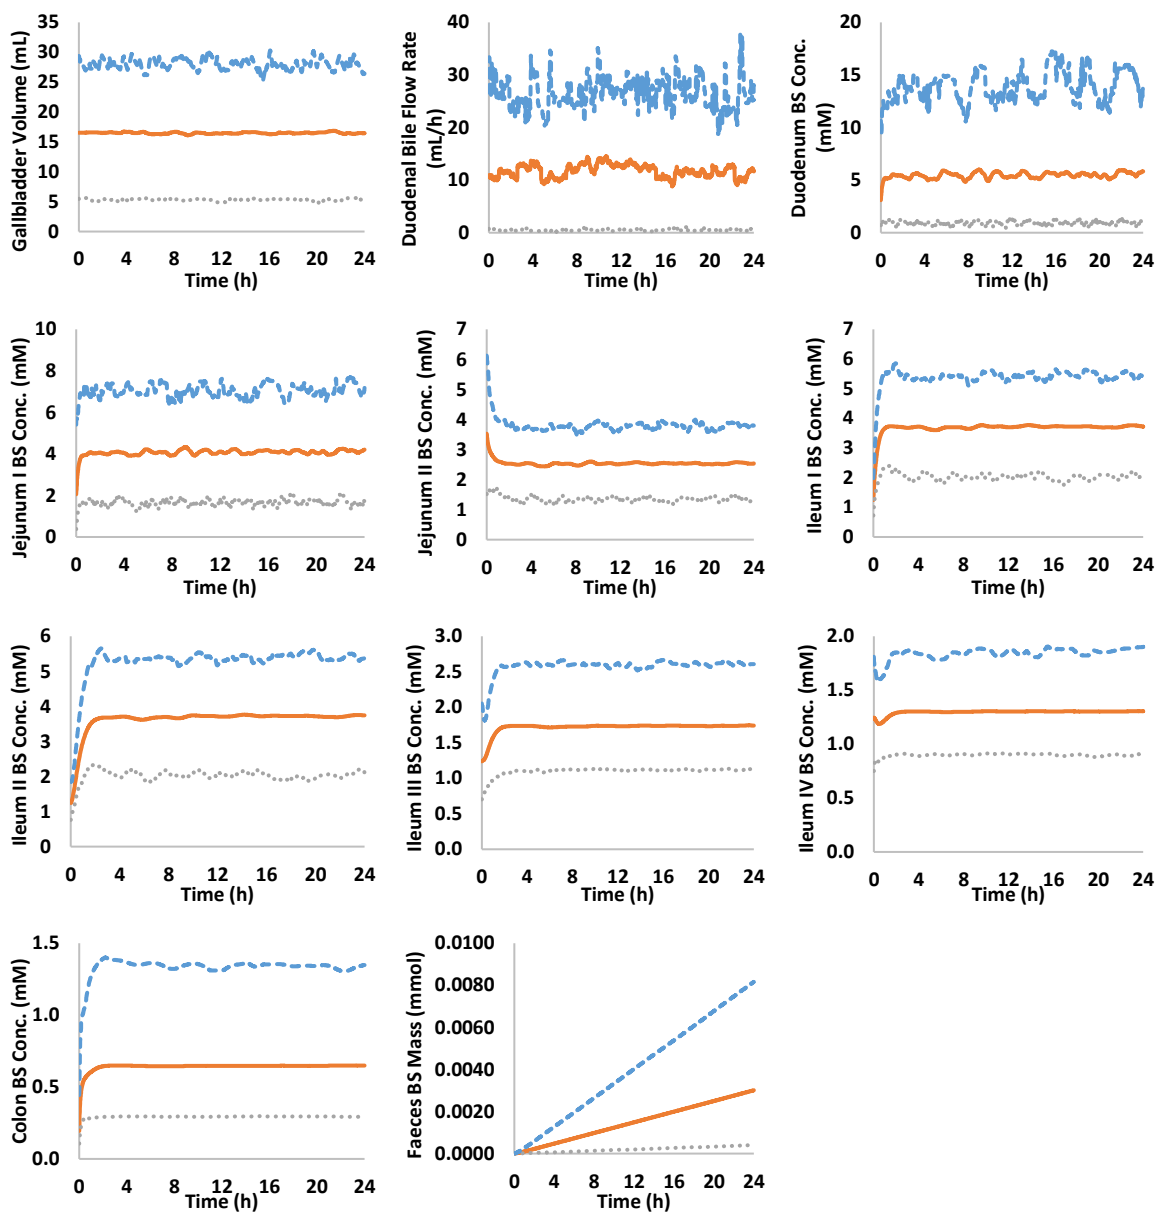 Gallbladder Volume (mL)
35
30
25
20
15
10
5
0
0 4 8 12 16 20 24
Time (h)
Duodenal Bile Flow Rate
(mL/h)
40
30
20
10
0
0 4 8 12 16 20 24
Time (h)
Duodenum BS Conc.
(mM)
20
15
10
5
0
0 4 8 12 16 20 24
Time (h)
Jejunum I BS Conc. (mM)
10
8
6
4
2
0
0 4 8 12 16 20 24
Time (h)
Jejunum II BS Conc. (mM)
7
6
5
4
3
2
1
0
0 4 8 12 16 20 24
Time (h)
Ileum I BS Conc. (mM)
7
6
5
4
3
2
1
0
0 4 8 12 16 20 24
Time (h)
Ileum II BS Conc. (mM)
6
5
4
3
2
1
0
0 4 8 12 16 20 24
Time (h)
Ileum III BS Conc. (mM)
3.0
2.5
2.0
1.5
1.0
0.5
0.0
0 4 8 12 16 20 24
Time (h)
Ileum IV BS Conc. (mM)
2.0
1.5
1.0
0.5
0.0
0 4 8 12 16 20 24
Time (h)
Colon BS Conc. (mM)
1.5
1.0
0.5
0.0
0 4 8 12 16 20 24
Time (h)
Faeces BS Mass (mmol)
0.0100
0.0080
0.0060
0.0040
0.0020
0.0000
0 4 8 12 16 20 24
Time (h)